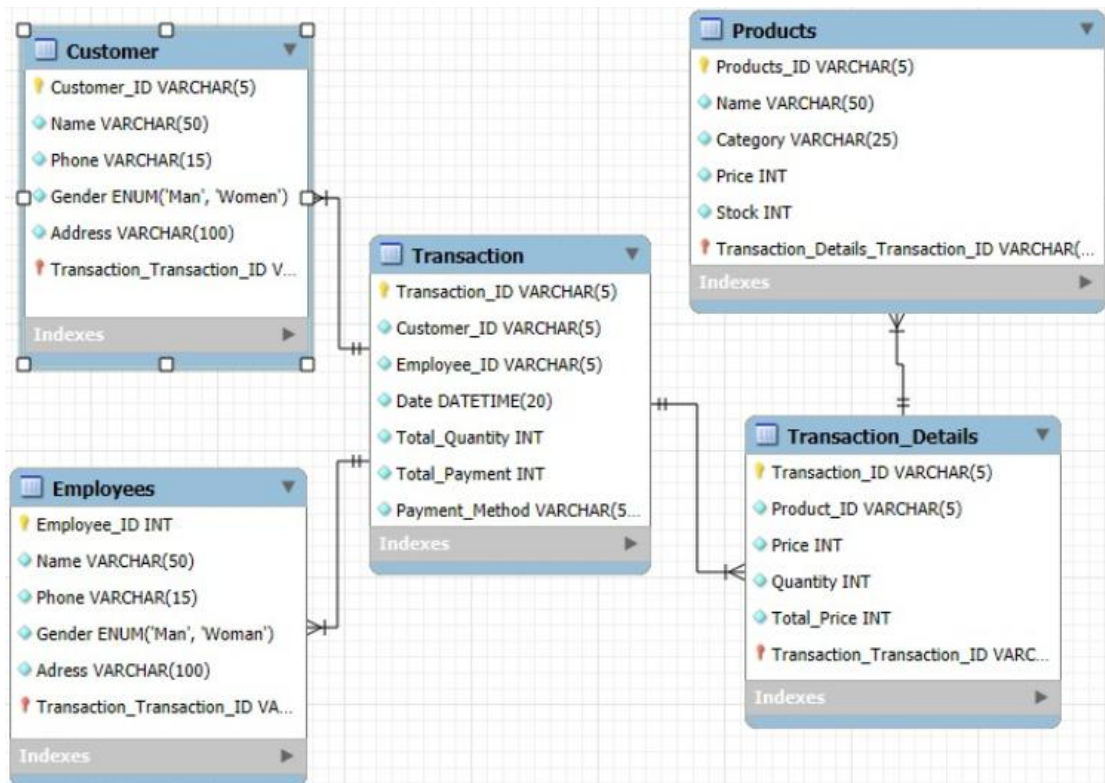 Customer
Customer_ID VARCHAR(5)
Name VARCHAR(50)
Phone VARCHAR(15)
Gender ENUM('Man', 'Women')
Address VARCHAR(100)
Transaction_Transaction_ID V...
Indexes
Products
Products_ID VARCHAR(5)
Name VARCHAR(50)
Category VARCHAR(25)
Price INT
Stock INT
Transaction_Details_Transaction_ID VARCHAR(...
Indexes
Transaction
Transaction_ID VARCHAR(5)
Customer_ID VARCHAR(5)
Employee_ID VARCHAR(5)
Date DATETIME(20)
Total_Quantity INT
Total_Payment INT
Payment_Method VARCHAR(5...
Indexes
Employees
Employee_ID INT
Name VARCHAR(50)
Phone VARCHAR(15)
Gender ENUM('Man', 'Woman')
Adress VARCHAR(100)
Transaction_Transaction_ID VA...
Indexes
Transaction_Details
Transaction_ID VARCHAR(5)
Product_ID VARCHAR(5)
Price INT
Quantity INT
Total_Price INT
Transaction_Transaction_ID VARC...
Indexes